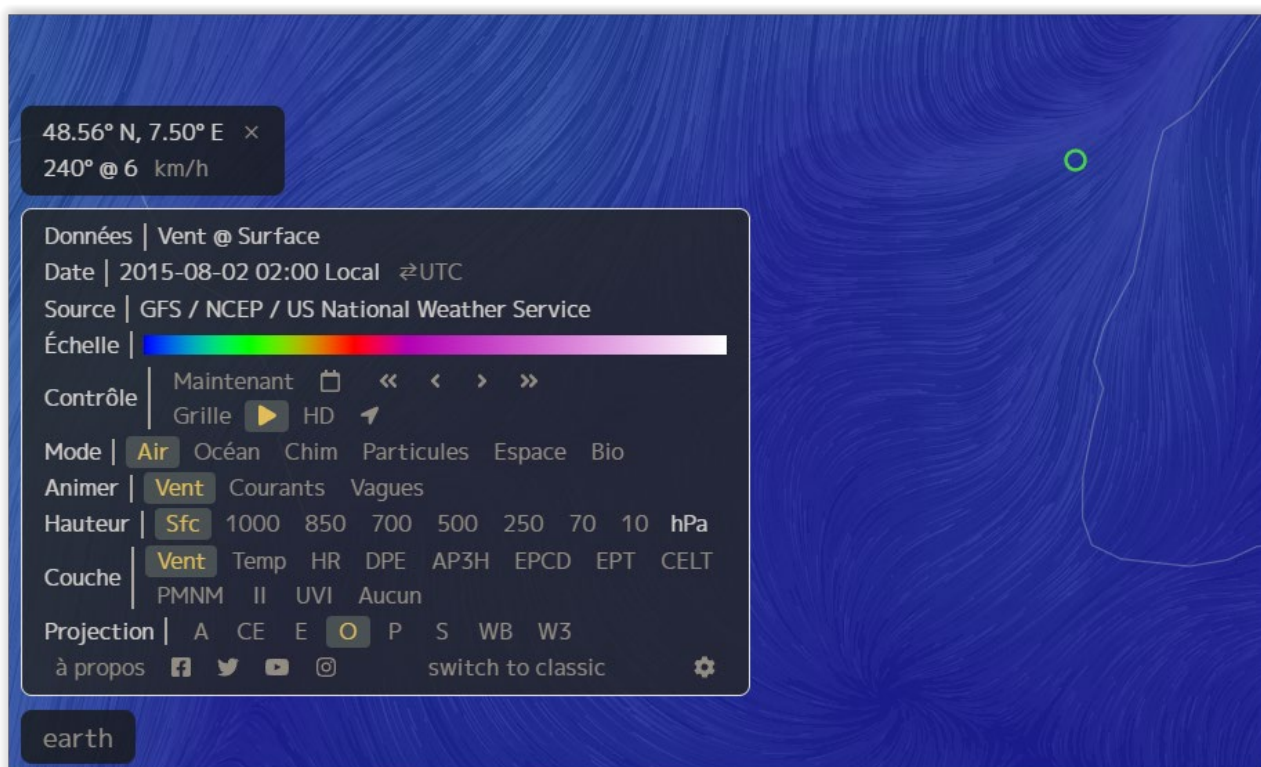 48.56° N, 7.50° E ×
240° @ 6 km/h
Données | Vent @ Surface
Date | 2015-08-02 02:00 Local ⇄UTC
Source | GFS / NCEP / US National Weather Service
Échelle |
Contrôle | Maintenant « ‹ › »
Grille HD
Mode | Air Océan Chim Particules Espace Bio
Animer | Vent Courants Vagues
Hauteur | Sfc 1000 850 700 500 250 70 10 hPa
Couche | Vent Temp HR DPE AP3H EPCD EPT CELT
PMNM II UVI Aucun
Projection | A CE E O P S WB W3
à propos switch to classic
earth